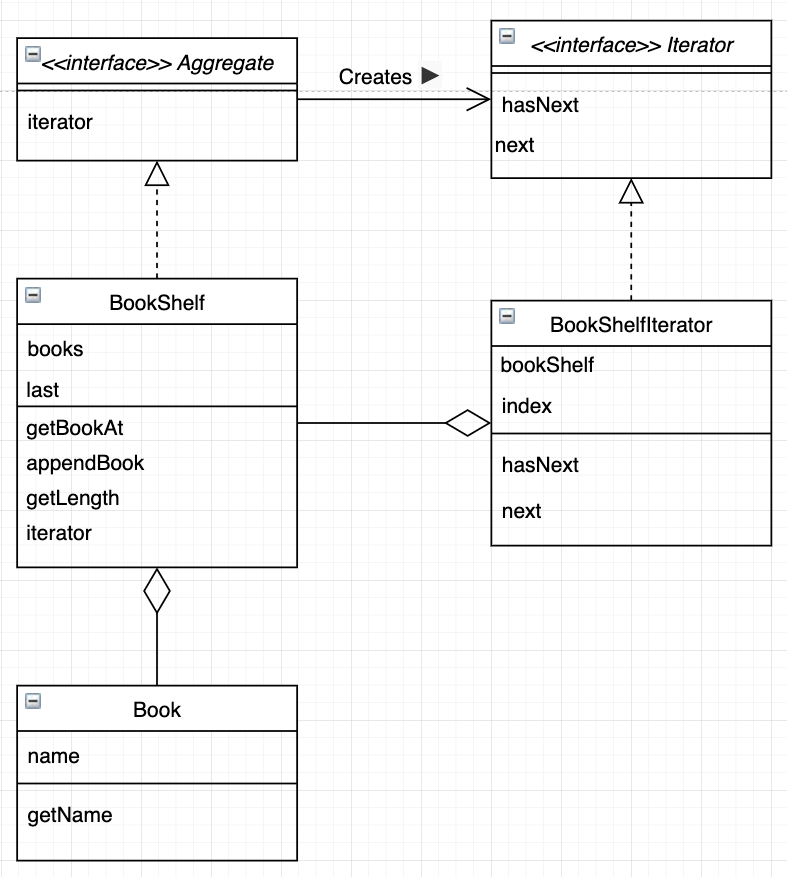 <<interface>> Aggregate
iterator
Creates
<<interface>> Iterator
hasNext
next
BookShelf
books
last
getBookAt
appendBook
getLength
iterator
BookShelfIterator
bookShelf
index
hasNext
next
Book
name
getName